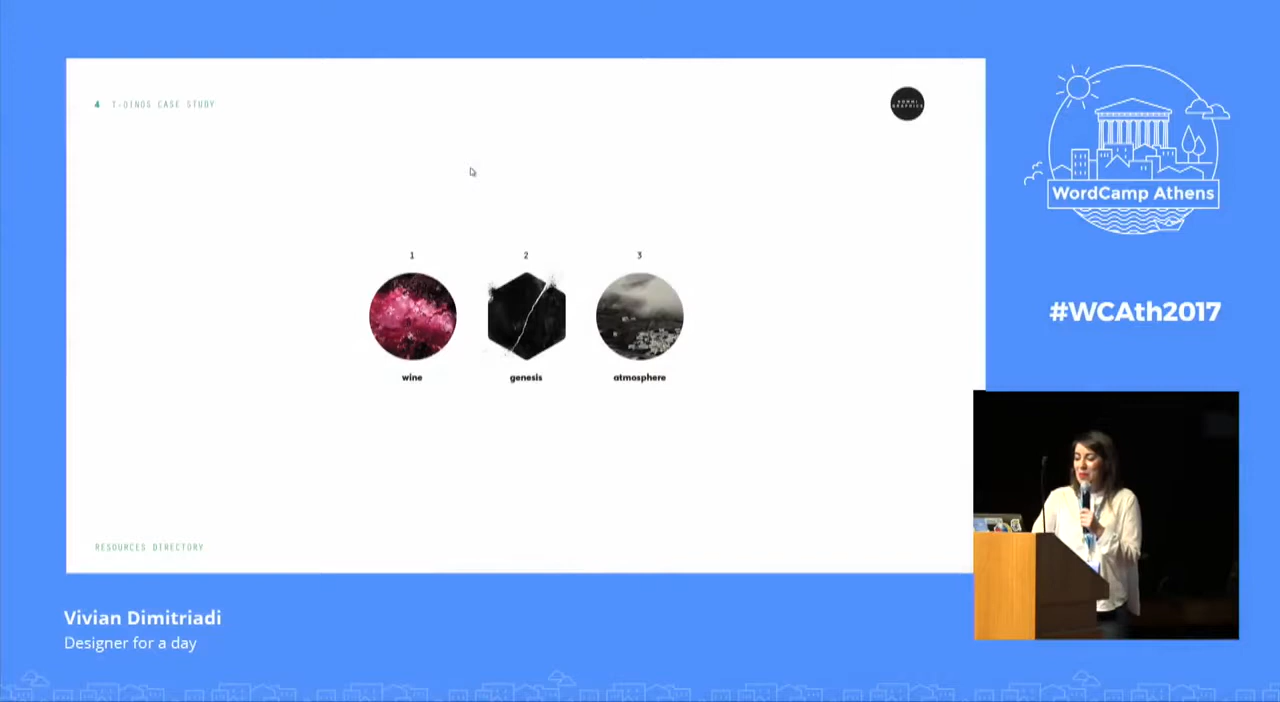 4 T-OINOS CASE STUDY
1
2
3
wine
genesis
atmosphere
RESOURCES DIRECTORY
WordCamp Athens
#WCAth2017
Vivian Dimitriadi
Designer for a day